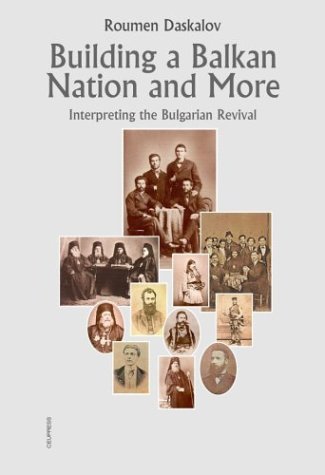 Roumen Daskalov
Building a Balkan
Nation and More
Interpreting the Bulgarian Revival
CEUPRESS